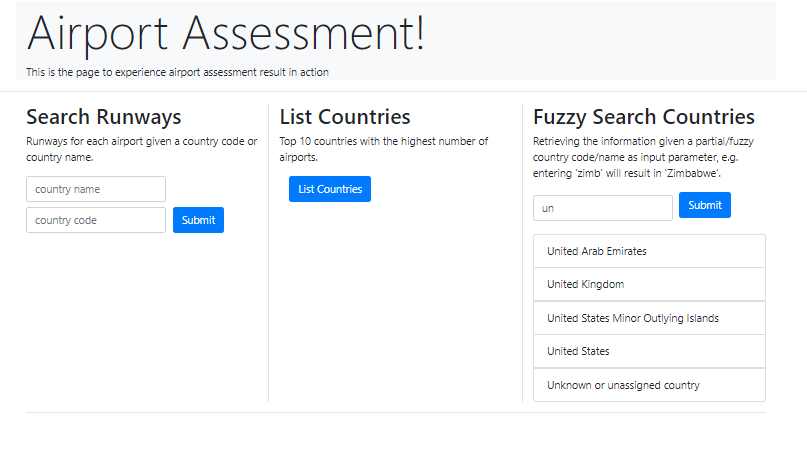 Airport Assessment!
This is the page to experience airport assessment result in action
Search Runways
Runways for each airport given a country code or
country name.
country name
country code
Submit
List Countries
Top 10 countries with the highest number of
airports.
List Countries
Fuzzy Search Countries
Retrieving the information given a partial/fuzzy
country code/name as input parameter, e.g.
entering 'zimb' will result in 'Zimbabwe'.
un
Submit
United Arab Emirates
United Kingdom
United States Minor Outlying Islands
United States
Unknown or unassigned country